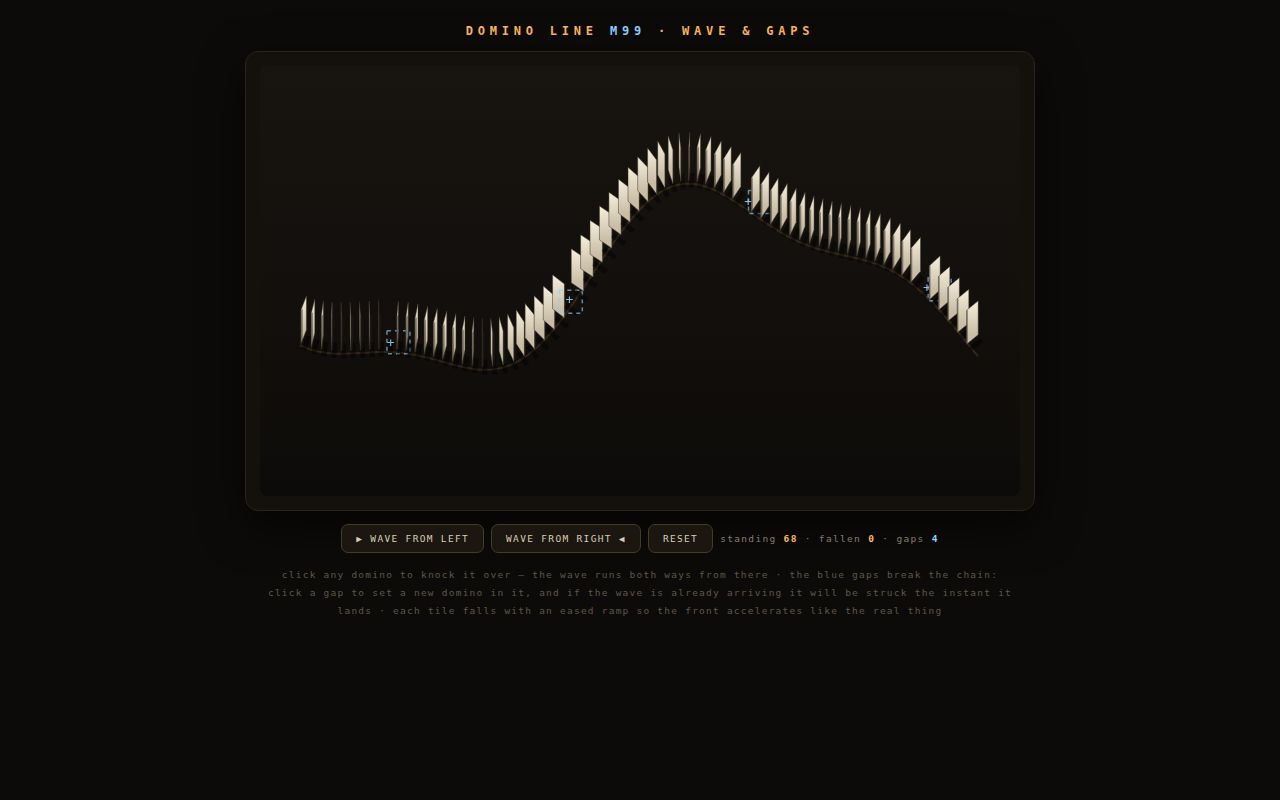 DOMINO LINE M99 · WAVE & GAPS
+
+
+
+
▶ WAVE FROM LEFT
WAVE FROM RIGHT ◀
RESET
standing 68 · fallen 0 · gaps 4
click any domino to knock it over — the wave runs both ways from there · the blue gaps break the chain:
click a gap to set a new domino in it, and if the wave is already arriving it will be struck the instant it
lands · each tile falls with an eased ramp so the front accelerates like the real thing